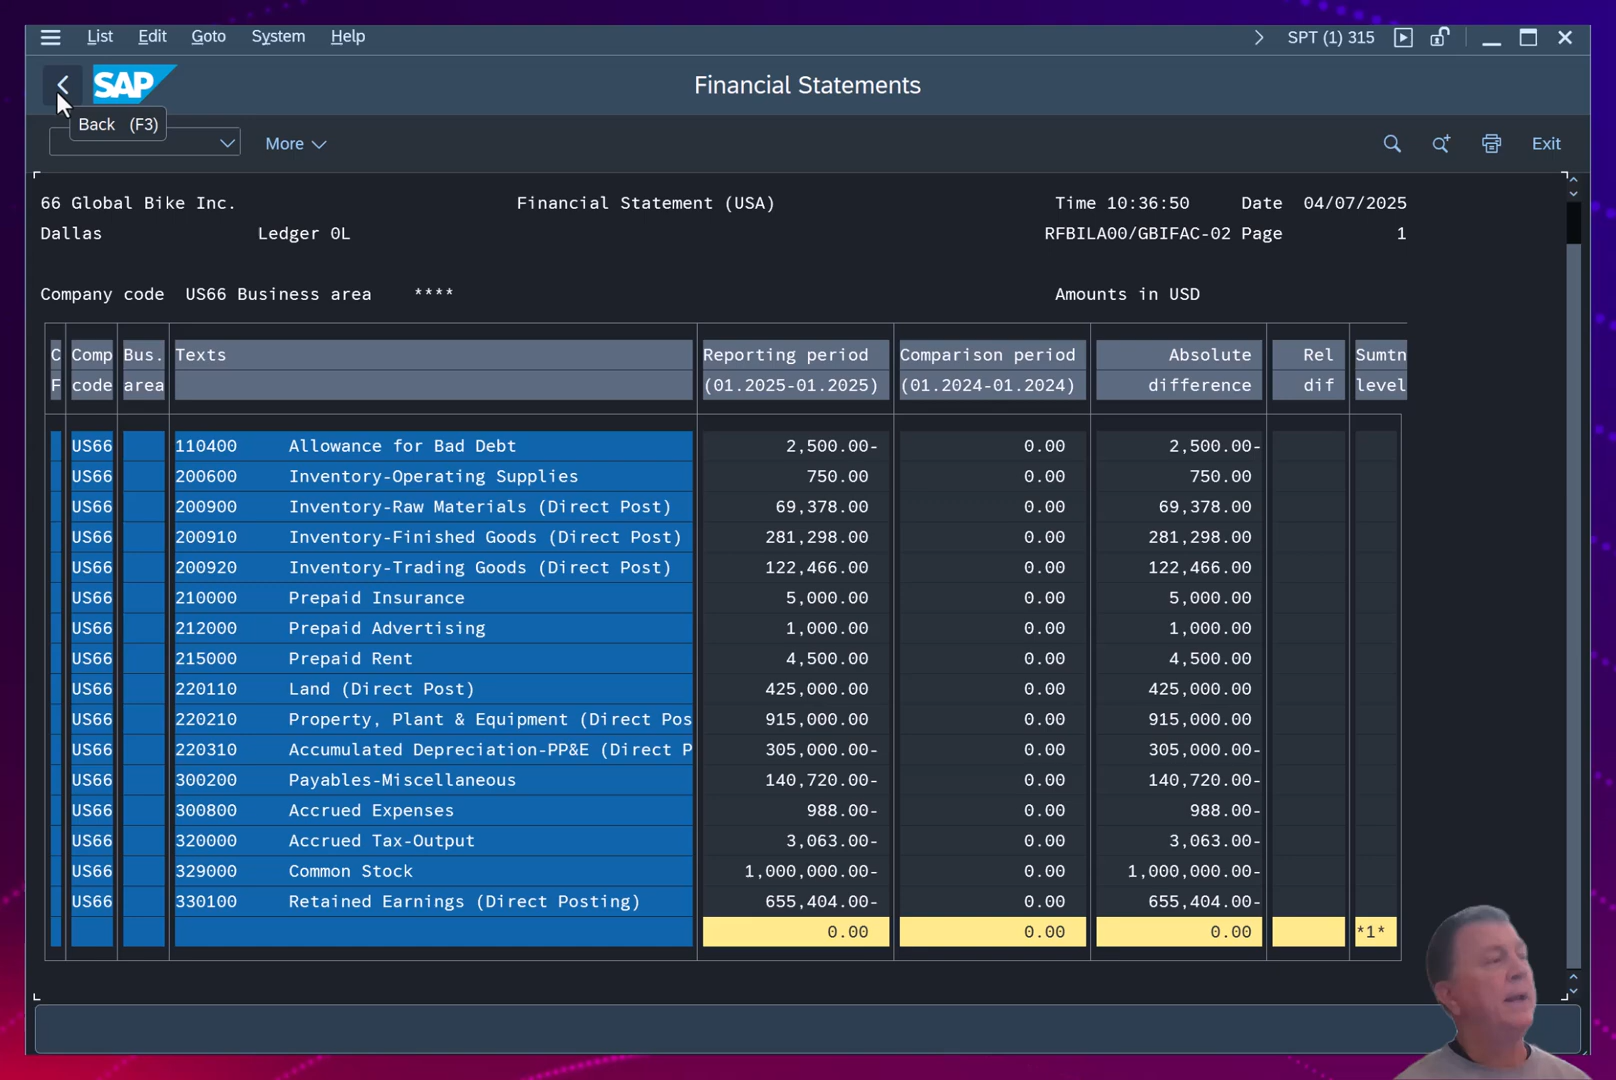 List Edit Goto System Help SPT (1) 315
SAP Financial Statements
Back (F3)
More Exit
66 Global Bike Inc. Financial Statement (USA) Time 10:36:50 Date 04/07/2025
Dallas Ledger 0L RFBILA00/GBIFAC-02 Page 1
Company code US66 Business area **** Amounts in USD
C Comp Bus. Texts Reporting period Comparison period Absolute Rel Sumtn
F code area (01.2025-01.2025) (01.2024-01.2024) difference dif level
US66 110400 Allowance for Bad Debt 2,500.00- 0.00 2,500.00-
US66 200600 Inventory-Operating Supplies 750.00 0.00 750.00
US66 200900 Inventory-Raw Materials (Direct Post) 69,378.00 0.00 69,378.00
US66 200910 Inventory-Finished Goods (Direct Post) 281,298.00 0.00 281,298.00
US66 200920 Inventory-Trading Goods (Direct Post) 122,466.00 0.00 122,466.00
US66 210000 Prepaid Insurance 5,000.00 0.00 5,000.00
US66 212000 Prepaid Advertising 1,000.00 0.00 1,000.00
US66 215000 Prepaid Rent 4,500.00 0.00 4,500.00
US66 220110 Land (Direct Post) 425,000.00 0.00 425,000.00
US66 220210 Property, Plant & Equipment (Direct Pos 915,000.00 0.00 915,000.00
US66 220310 Accumulated Depreciation-PP&E (Direct P 305,000.00- 0.00 305,000.00-
US66 300200 Payables-Miscellaneous 140,720.00- 0.00 140,720.00-
US66 300800 Accrued Expenses 988.00- 0.00 988.00-
US66 320000 Accrued Tax-Output 3,063.00- 0.00 3,063.00-
US66 329000 Common Stock 1,000,000.00- 0.00 1,000,000.00-
US66 330100 Retained Earnings (Direct Posting) 655,404.00- 0.00 655,404.00-
0.00 0.00 0.00 *1*